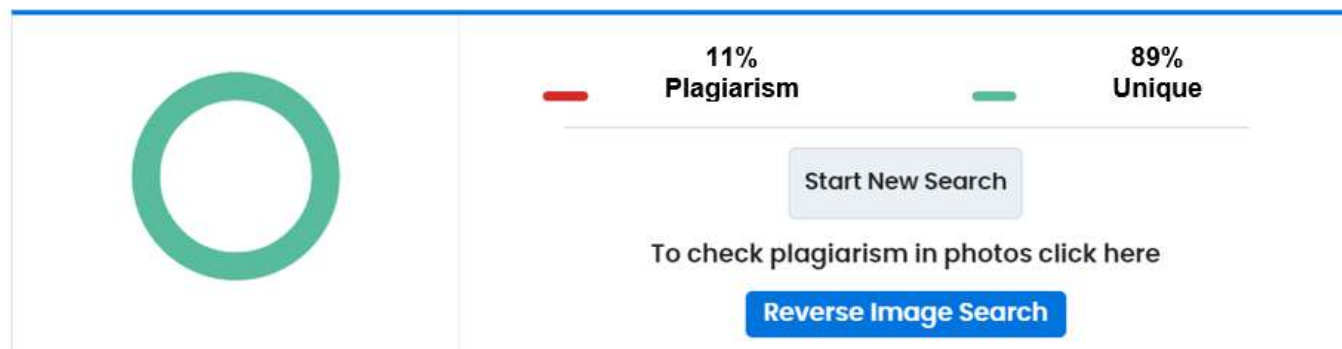 11%
Plagiarism
89%
Unique
Start New Search
To check plagiarism in photos click here
Reverse Image Search